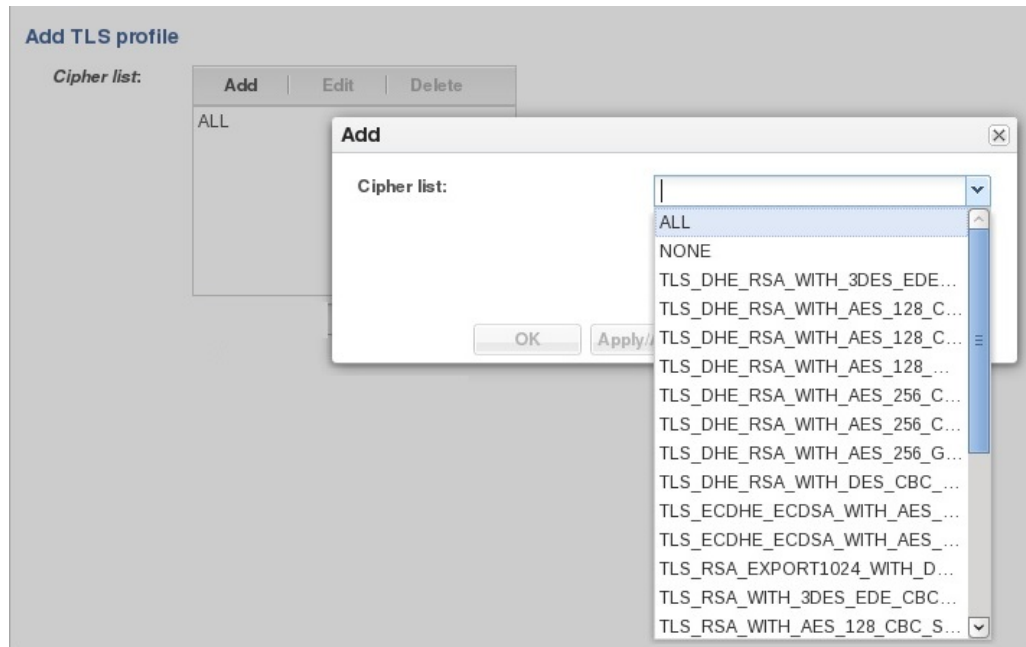 Add TLS profile
Cipher list:
Add Edit Delete
ALL
Add
Cipher list:
ALL
NONE
TLS_DHE_RSA_WITH_3DES_EDE...
TLS_DHE_RSA_WITH_AES_128_C...
TLS_DHE_RSA_WITH_AES_128_C...
TLS_DHE_RSA_WITH_AES_128_...
TLS_DHE_RSA_WITH_AES_256_C...
TLS_DHE_RSA_WITH_AES_256_C...
TLS_DHE_RSA_WITH_AES_256_G...
TLS_DHE_RSA_WITH_DES_CBC_...
TLS_ECDHE_ECDSA_WITH_AES_...
TLS_ECDHE_ECDSA_WITH_AES_...
TLS_RSA_EXPORT1024_WITH_D...
TLS_RSA_WITH_3DES_EDE_CBC...
TLS_RSA_WITH_AES_128_CBC_S...
OK Apply/